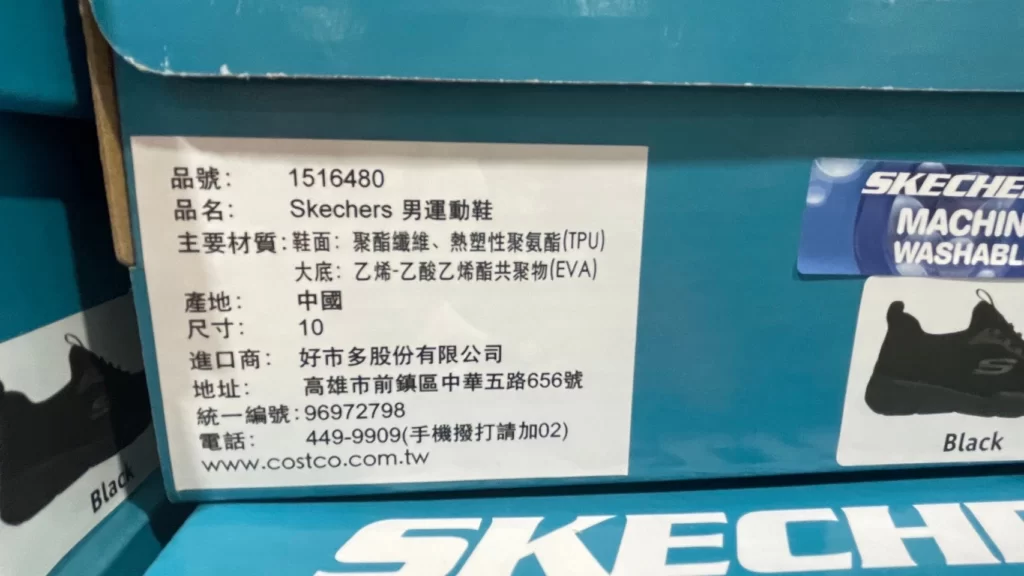 品號： 1516480
品名： Skechers 男運動鞋
主要材質：鞋面：聚酯纖維、熱塑性聚氨酯(TPU)
大底：乙烯-乙酸乙烯酯共聚物(EVA)
產地： 中國
尺寸： 10
進口商： 好市多股份有限公司
地址： 高雄市前鎮區中華五路656號
統一編號：96972798
電話： 449-9909(手機撥打請加02)
www.costco.com.tw
SKECHE
MACHIN
WASHABL
Black
Black
SKECHE